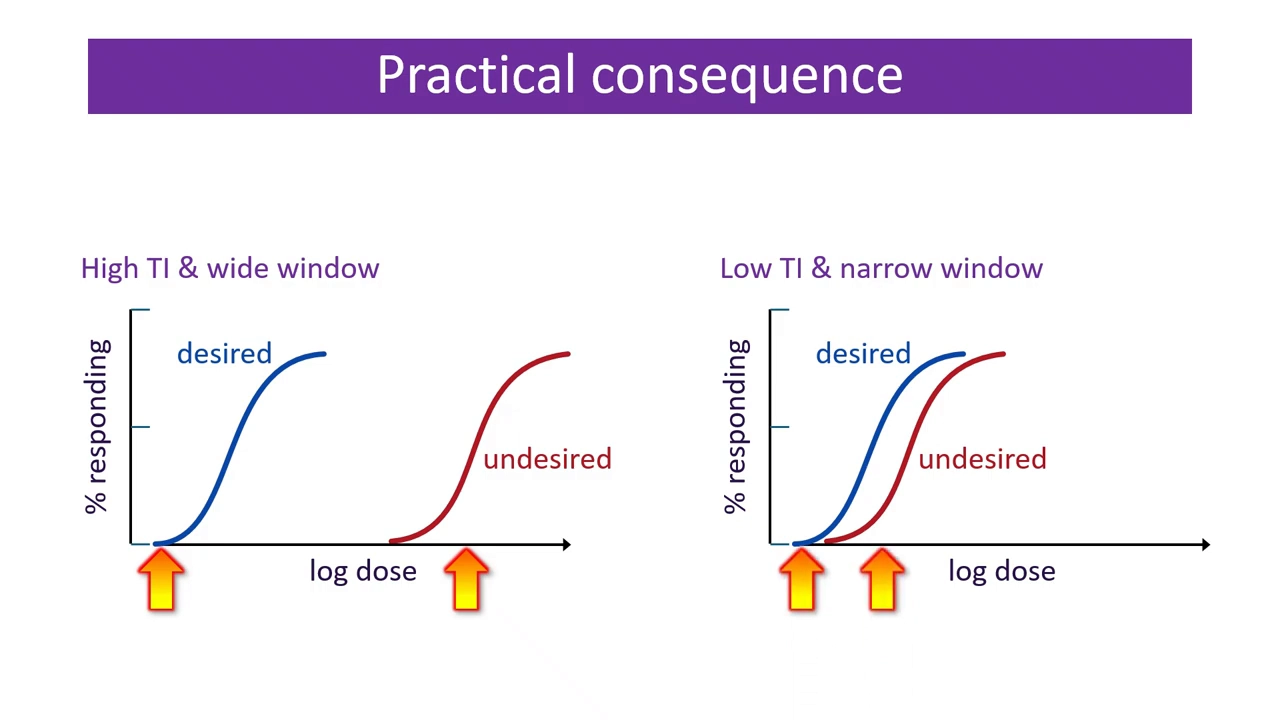 Practical consequence
High TI & wide window
% responding
desired
undesired
log dose
Low TI & narrow window
% responding
desired
undesired
log dose